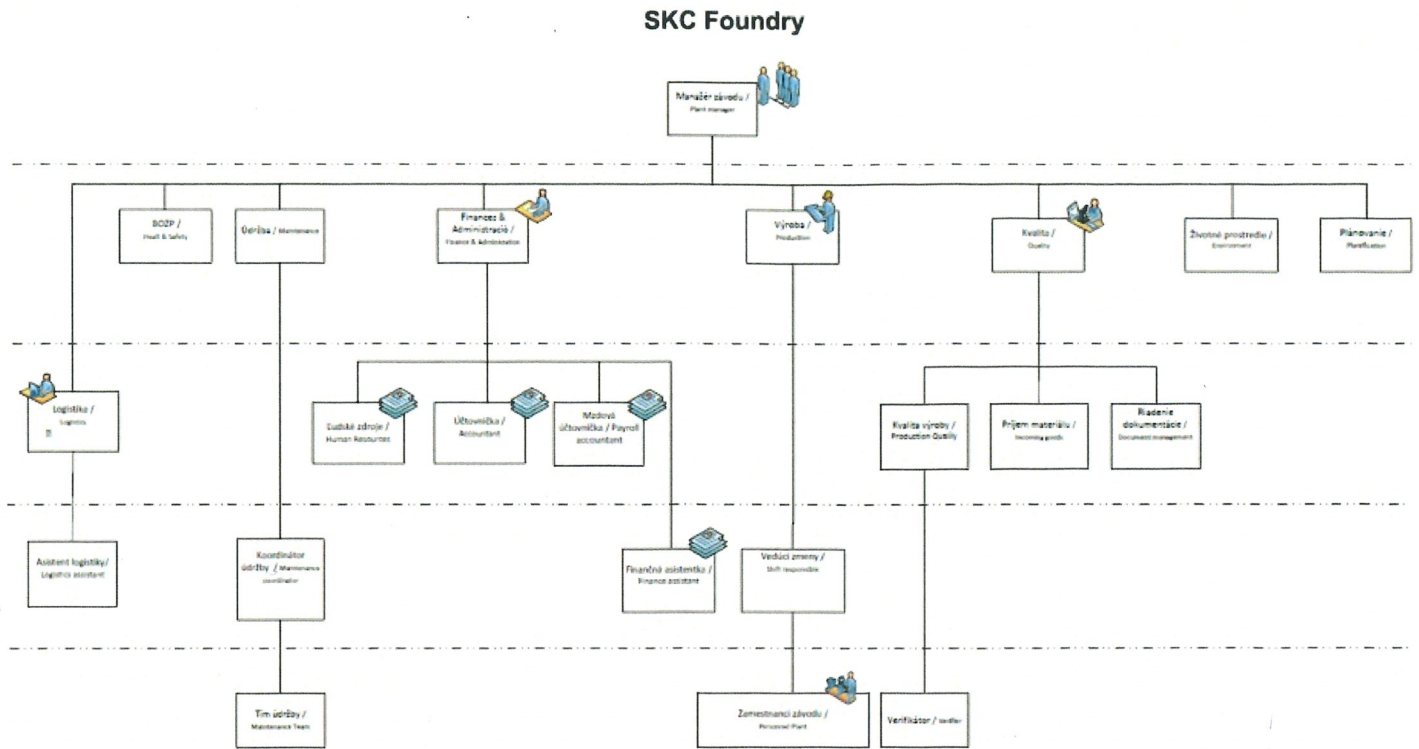 SKC Foundry
Manažér závodu /
Plant manager
BOZP /
Healt & Safety
Údržba / Maintenance
Finances &
Administració /
Finance & Administration
Výroba /
Production
Kvalita /
Quality
Životné prostredie /
Environment
Plánovanie /
Planification
Logistika /
Logistics
Ľudské zdroje /
Human Resources
Účtovníčka /
Accountant
Mzdová
účtovníčka / Payroll
accountant
Kvalita výroby /
Production Quality
Príjem materiálu /
Incoming goods
Riadenie
dokumentácie /
Document management
Asistent logistiky/
Logistics assistant
Koordinátor
údržby / Maintenance
coordinator
Finančná asistentka /
Finance assistant
Vedúci zmeny /
Shift responsible
Tím údržby /
Maintenance Team
Zamestnanci závodu /
Personnel Plant
Verifikátor / Verifier